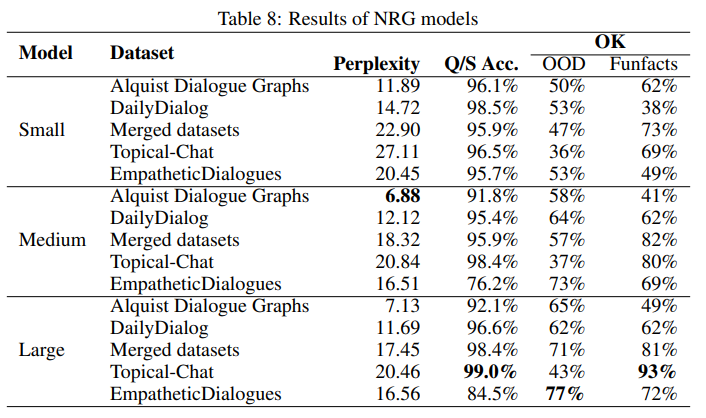 Table 8: Results of NRG models
Model Dataset Perplexity Q/S Acc. OK
OOD Funfacts
Small Alquist Dialogue Graphs 11.89 96.1% 50% 62%
DailyDialog 14.72 98.5% 53% 38%
Merged datasets 22.90 95.9% 47% 73%
Topical-Chat 27.11 96.5% 36% 69%
EmpatheticDialogues 20.45 95.7% 53% 49%
Medium Alquist Dialogue Graphs 6.88 91.8% 58% 41%
DailyDialog 12.12 95.4% 64% 62%
Merged datasets 18.32 95.9% 57% 82%
Topical-Chat 20.84 98.4% 37% 80%
EmpatheticDialogues 16.51 76.2% 73% 69%
Large Alquist Dialogue Graphs 7.13 92.1% 65% 49%
DailyDialog 11.69 96.6% 62% 62%
Merged datasets 17.45 98.4% 71% 81%
Topical-Chat 20.46 99.0% 43% 93%
EmpatheticDialogues 16.56 84.5% 77% 72%